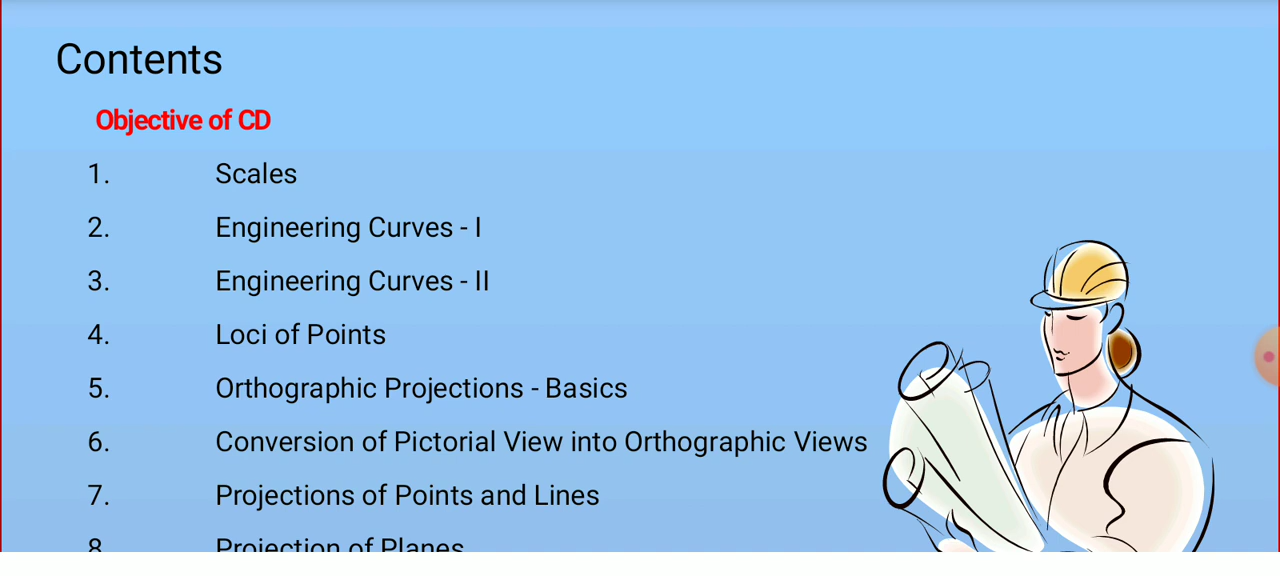 Contents
Objective of CD
1. Scales
2. Engineering Curves - I
3. Engineering Curves - II
4. Loci of Points
5. Orthographic Projections - Basics
6. Conversion of Pictorial View into Orthographic Views
7. Projections of Points and Lines
8. Projection of Planes